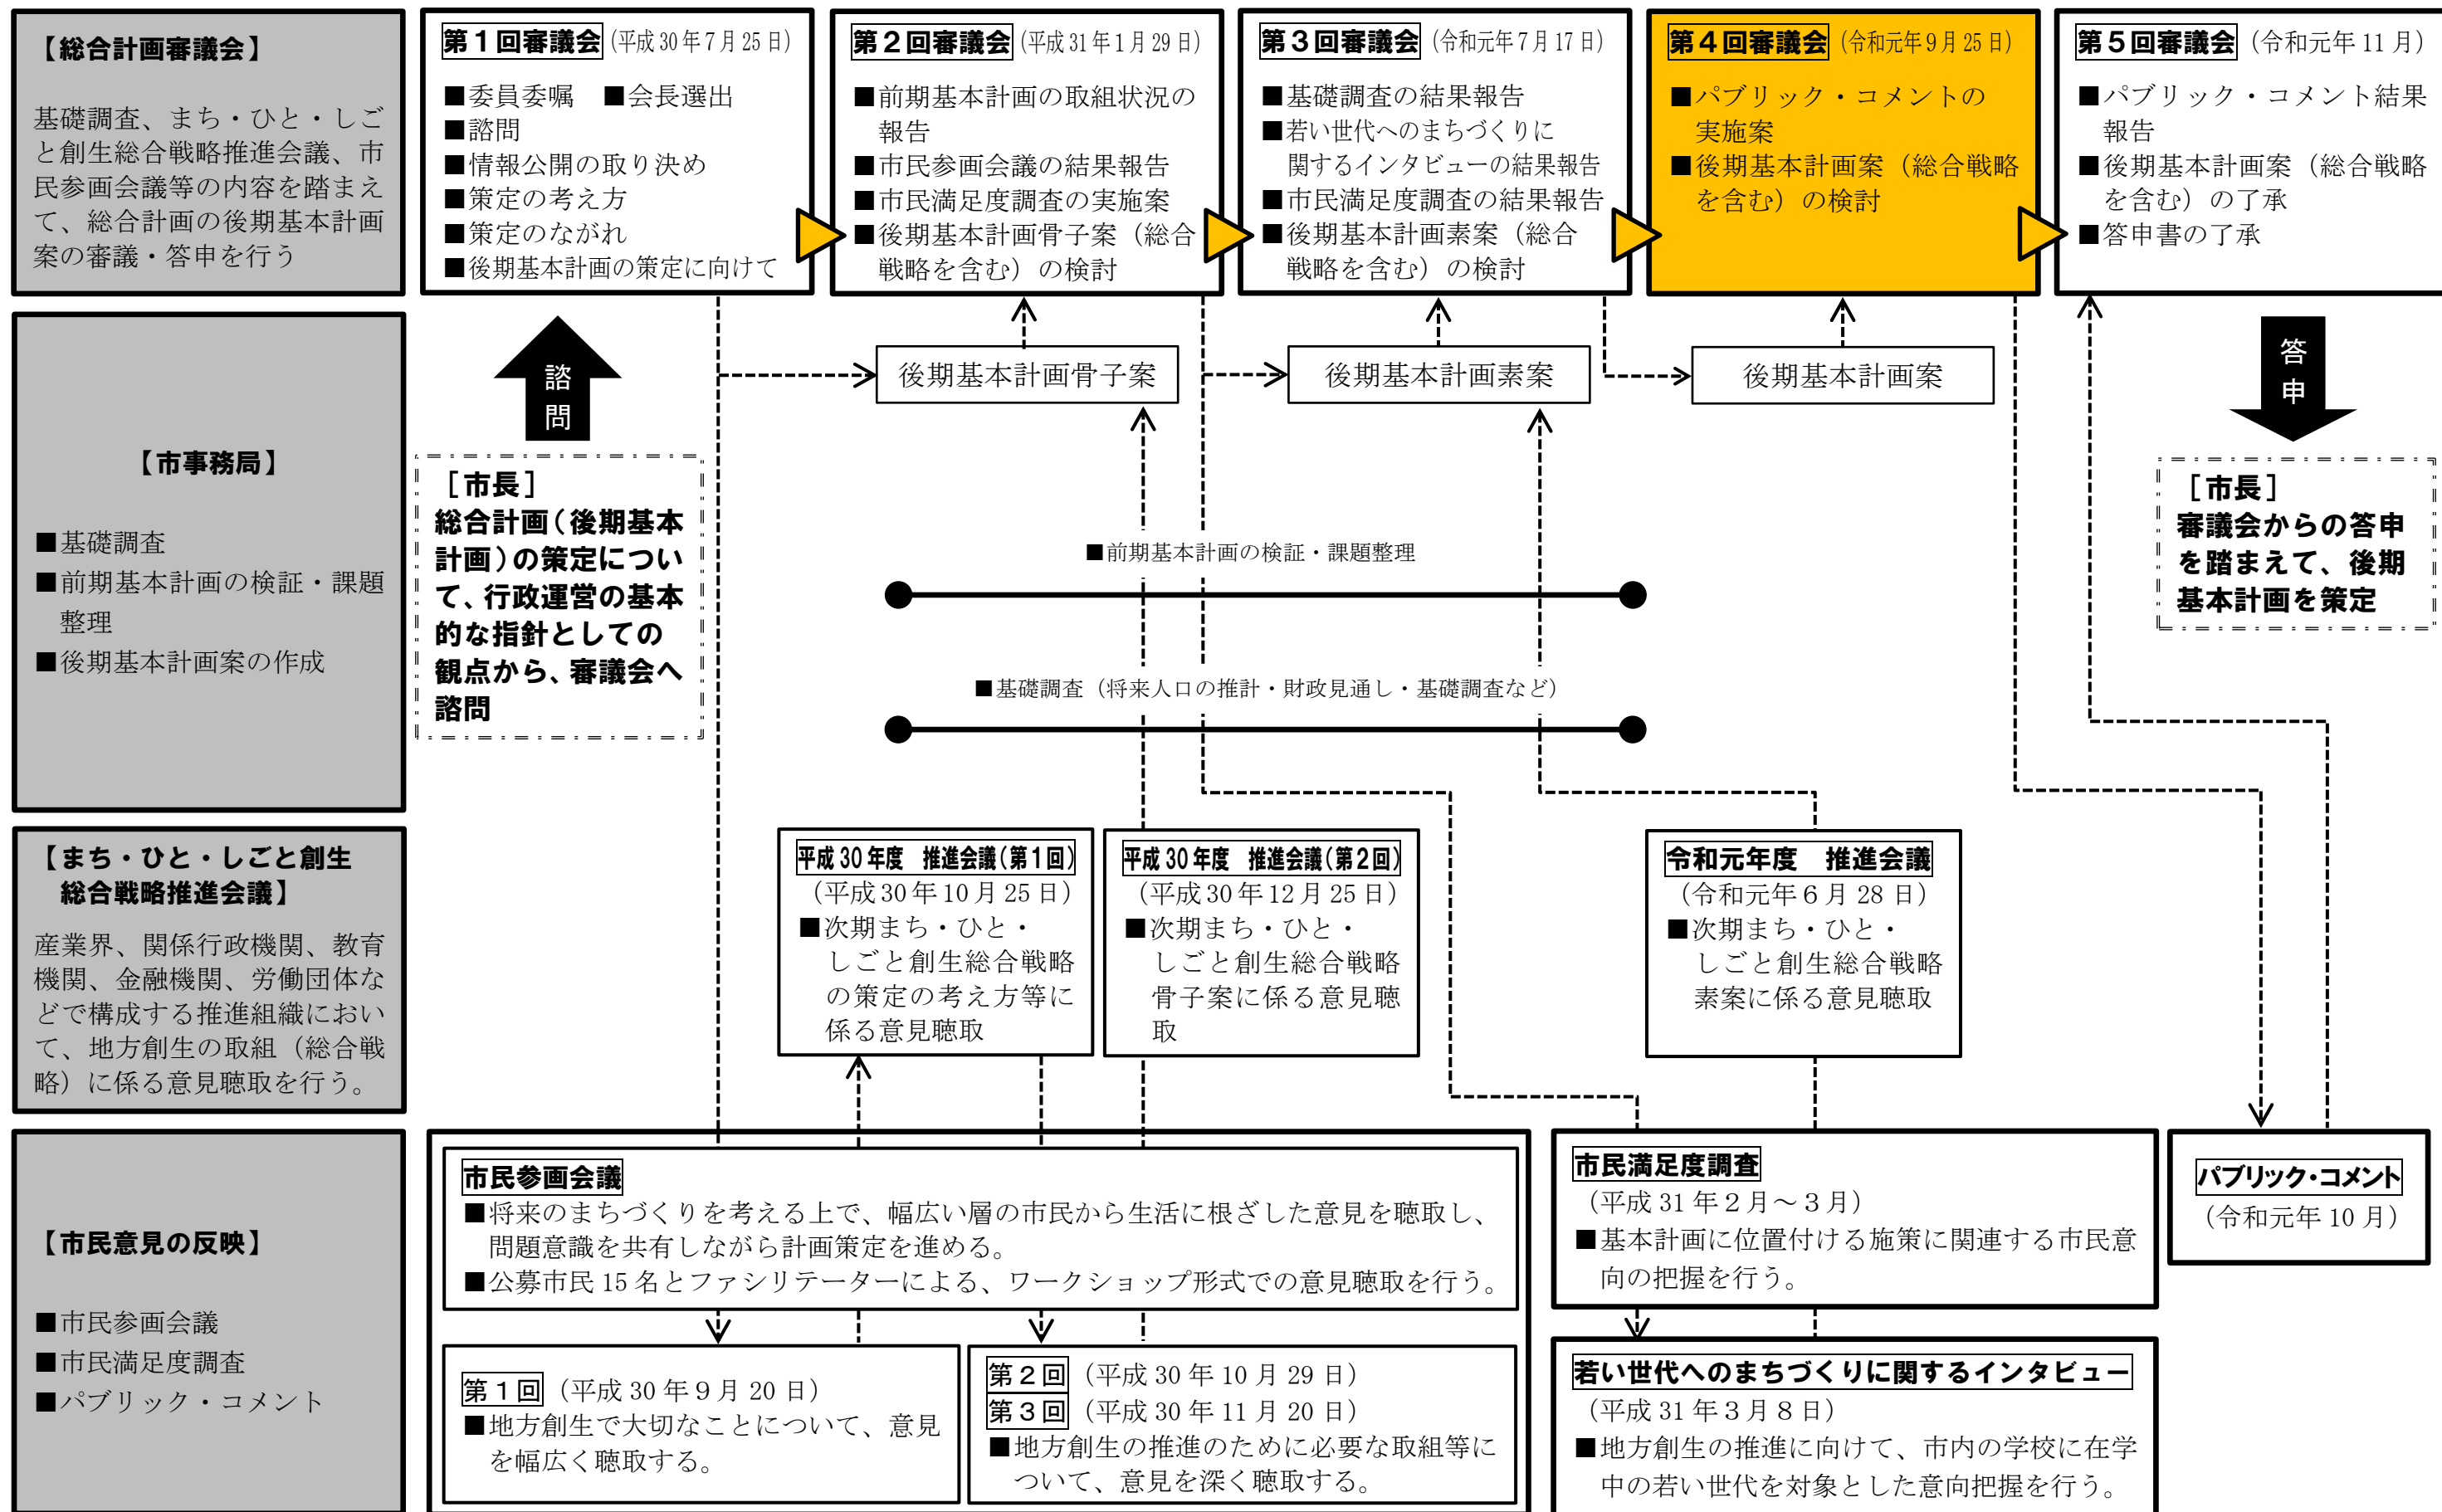 【総合計画審議会】
基礎調査、まち・ひと・しご
と創生総合戦略推進会議、市
民参画会議等の内容を踏まえ
て、総合計画の後期基本計画
案の審議・答申を行う
第１回審議会（平成30年７月25日）
■委員委嘱　■会長選出
■諮問
■情報公開の取り決め
■策定の考え方
■策定のながれ
■後期基本計画の策定に向けて
第２回審議会（平成31年１月29日）
■前期基本計画の取組状況の
報告
■市民参画会議の結果報告
■市民満足度調査の実施案
■後期基本計画骨子案（総合
戦略を含む）の検討
第３回審議会（令和元年７月17日）
■基礎調査の結果報告
■若い世代へのまちづくりに
関するインタビューの結果報告
■市民満足度調査の結果報告
■後期基本計画素案（総合
戦略を含む）の検討
第４回審議会（令和元年９月25日）
■パブリック・コメントの
実施案
■後期基本計画案（総合戦略
を含む）の検討
第５回審議会（令和元年11月）
■パブリック・コメント結果
報告
■後期基本計画案（総合戦略
を含む）の了承
■答申書の了承
【市事務局】
■基礎調査
■前期基本計画の検証・課題
整理
■後期基本計画案の作成
諮問
［市長］
総合計画（後期基本
計画）の策定につい
て、行政運営の基本
的な指針としての
観点から、審議会へ
諮問
後期基本計画骨子案
後期基本計画素案
後期基本計画案
■前期基本計画の検証・課題整理
■基礎調査（将来人口の推計・財政見通し・基礎調査など）
答申
［市長］
審議会からの答申
を踏まえて、後期
基本計画を策定
【まち・ひと・しごと創生
総合戦略推進会議】
産業界、関係行政機関、教育
機関、金融機関、労働団体な
どで構成する推進組織におい
て、地方創生の取組（総合戦
略）に係る意見聴取を行う。
平成30年度　推進会議（第１回）
（平成30年10月25日）
■次期まち・ひと・
しごと創生総合戦略
の策定の考え方等に
係る意見聴取
平成30年度　推進会議（第２回）
（平成30年12月25日）
■次期まち・ひと・
しごと創生総合戦略
骨子案に係る意見聴
取
令和元年度　推進会議
（令和元年６月28日）
■次期まち・ひと・
しごと創生総合戦略
素案に係る意見聴取
【市民意見の反映】
■市民参画会議
■市民満足度調査
■パブリック・コメント
市民参画会議
■将来のまちづくりを考える上で、幅広い層の市民から生活に根ざした意見を聴取し、
問題意識を共有しながら計画策定を進める。
■公募市民15名とファシリテーターによる、ワークショップ形式での意見聴取を行う。
第１回（平成30年９月20日）
■地方創生で大切なことについて、意見
を幅広く聴取する。
第２回（平成30年10月29日）
第３回（平成30年11月20日）
■地方創生の推進のために必要な取組等に
ついて、意見を深く聴取する。
市民満足度調査
（平成31年２月～３月）
■基本計画に位置付ける施策に関連する市民意
向の把握を行う。
若い世代へのまちづくりに関するインタビュー
（平成31年３月８日）
■地方創生の推進に向けて、市内の学校に在学
中の若い世代を対象とした意向把握を行う。
パブリック・コメント
（令和元年10月）